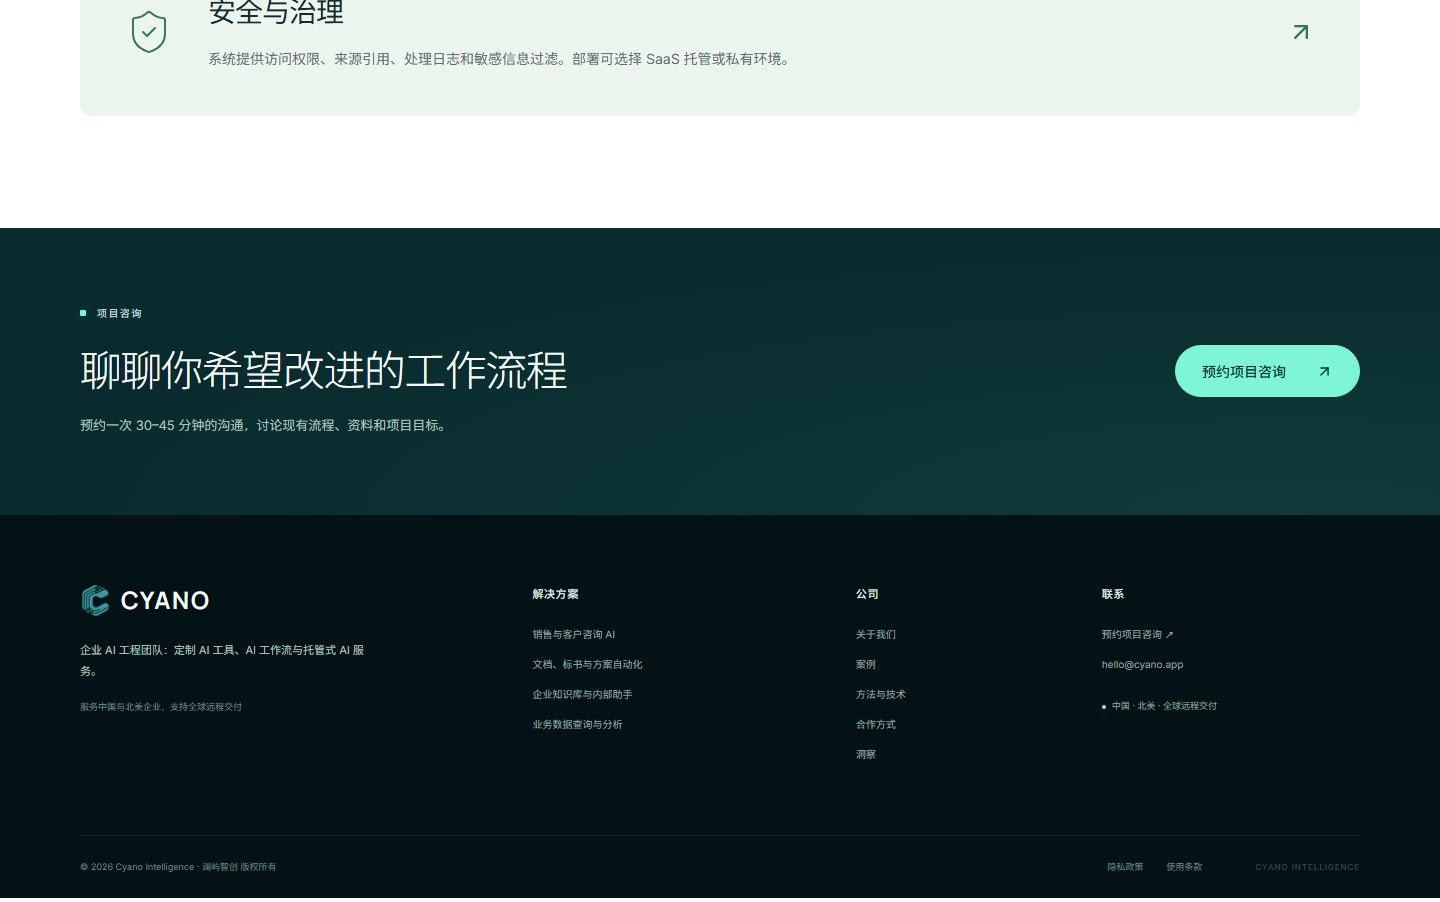 安全与治理
系统提供访问权限、来源引用、处理日志和敏感信息过滤。部署可选择 SaaS 托管或私有环境。
项目咨询
聊聊你希望改进的工作流程
预约一次 30–45 分钟的沟通，讨论现有流程、资料和项目目标。
预约项目咨询
CYANO
企业 AI 工程团队：定制 AI 工具、AI 工作流与托管式 AI 服
务。
服务中国与北美企业，支持全球远程交付
解决方案
销售与客户咨询 AI
文档、标书与方案自动化
企业知识库与内部助手
业务数据查询与分析
公司
关于我们
案例
方法与技术
合作方式
洞察
联系
预约项目咨询 ↗
hello@cyano.app
中国 · 北美 · 全球远程交付
© 2026 Cyano Intelligence · 澜屿智创 版权所有
隐私政策
使用条款
CYANO INTELLIGENCE